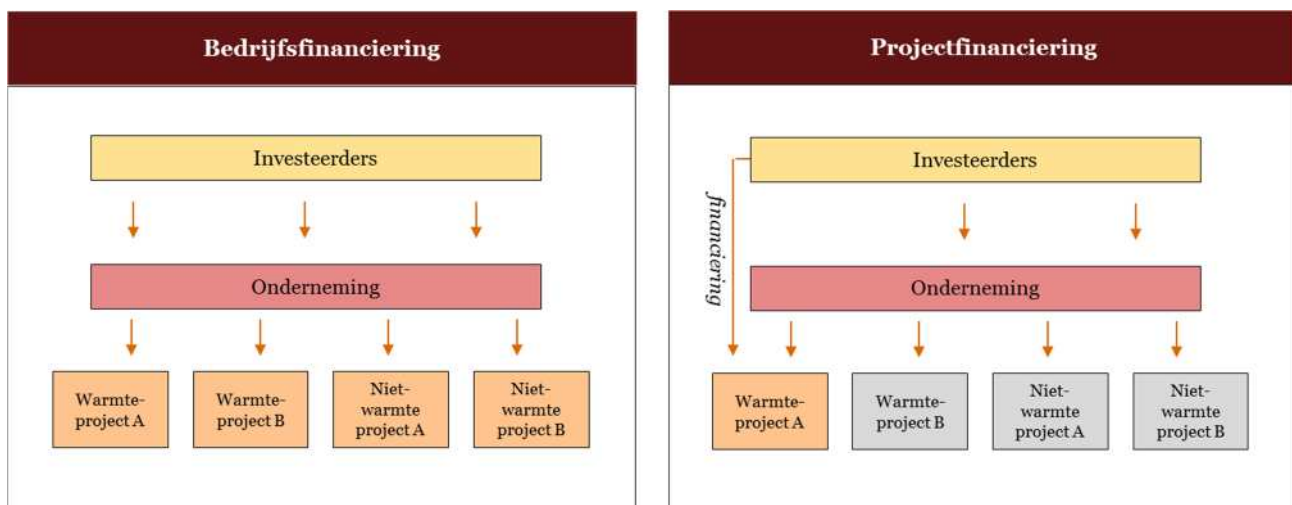 Bedrijfsfinanciering
Investeerders
Onderneming
Warmte-
project A
Warmte-
project B
Niet-
warmte
project A
Niet-
warmte
project B
Projectfinanciering
Investeerders
financiering
Onderneming
Warmte-
project A
Warmte-
project B
Niet-
warmte
project A
Niet-
warmte
project B